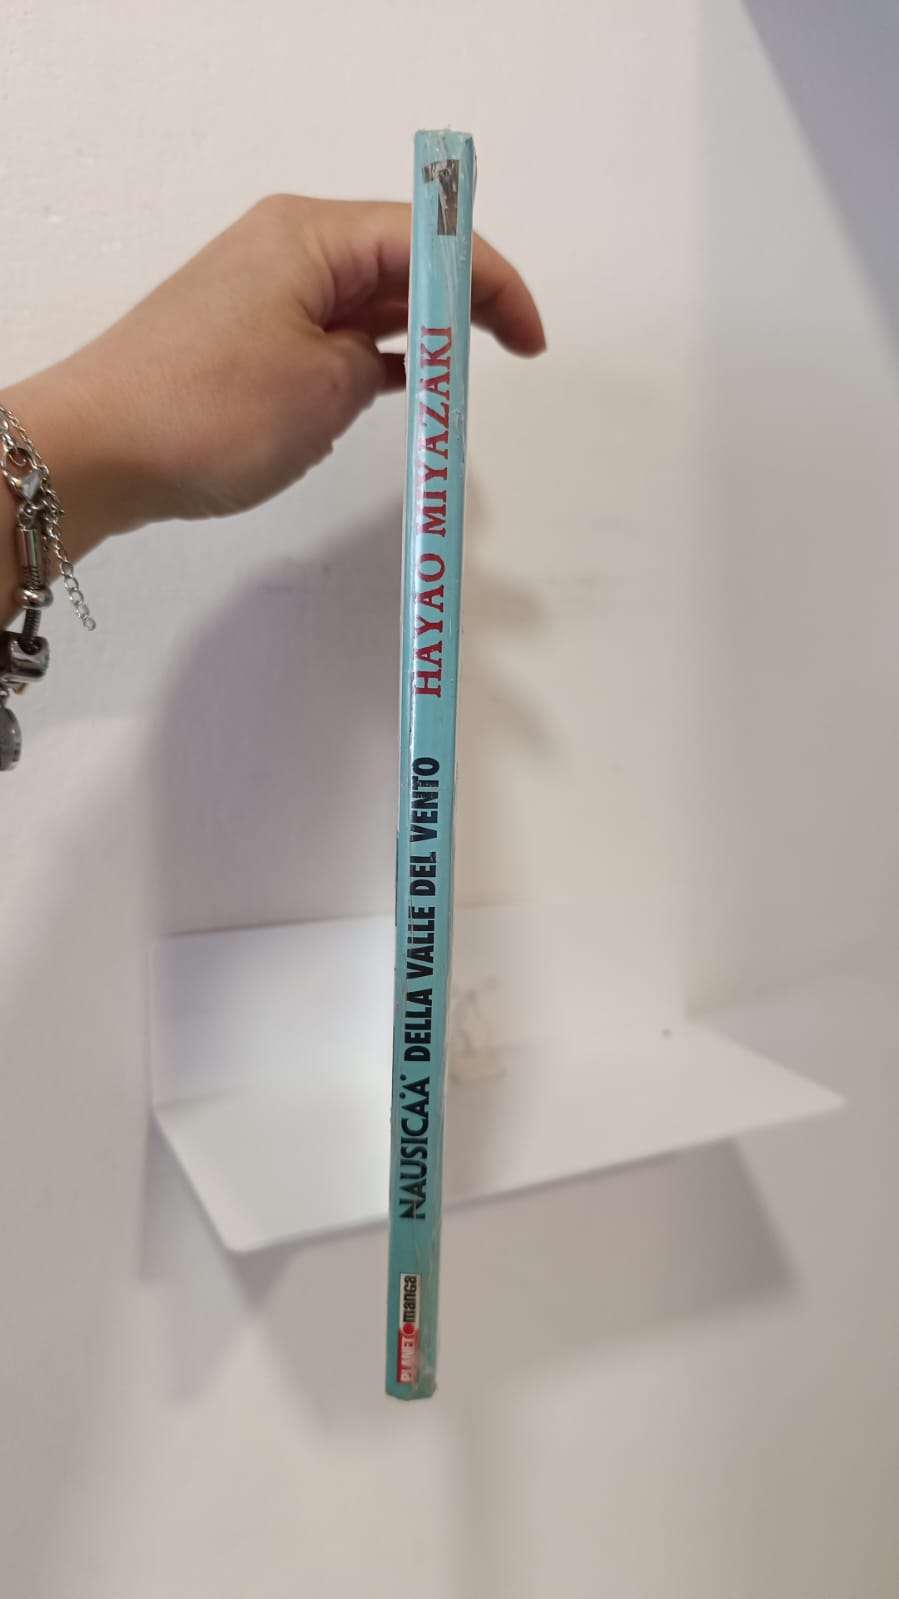 1
HAYAO MIYAZAKI
NAUSICAÄ DELLA VALLE DEL VENTO
PLANET manga